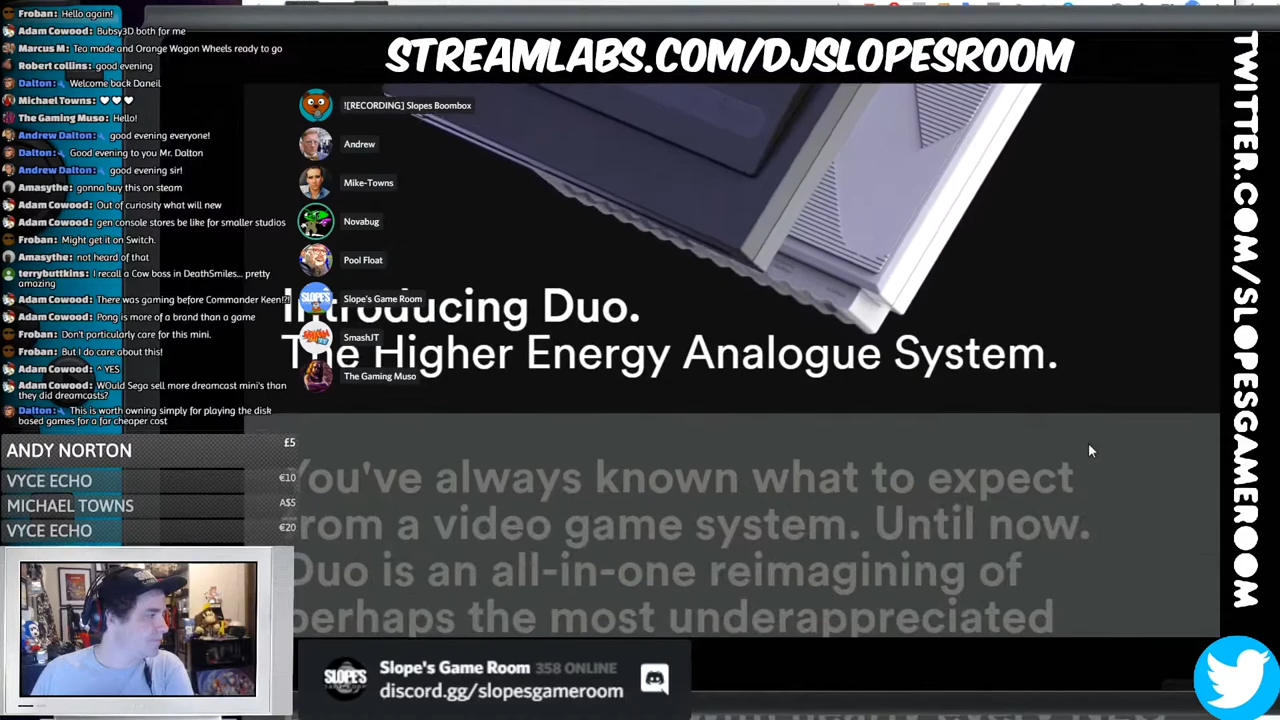 Froban: Hello again!
Adam Cowood: Bubsy3D both for me
Marcus M: Tea made and Orange Wagon Wheels ready to go
Robert collins: good evening
Dalton: Welcome back Daneil
Michael Towns: ♥♥♥
The Gaming Muso: Hello!
Andrew Dalton: good evening everyone!
Dalton: Good evening to you Mr. Dalton
Andrew Dalton: good evening sir!
Amasythe: gonna buy this on steam
Adam Cowood: Out of curiosity what will new
Adam Cowood: gen console stores be like for smaller studios
Froban: Might get it on Switch.
Amasythe: not heard of that
terrybuttkins: I recall a Cow boss in DeathSmiles... pretty
amazing
Adam Cowood: There was gaming before Commander Keen!?!
Adam Cowood: Pong is more of a brand than a game
Froban: Don't particularly care for this mini.
Froban: But I do care about this!
Adam Cowood: ^ YES
Adam Cowood: WOuld Sega sell more dreamcast mini's than
they did dreamcasts?
Dalton: This is worth owning simply for playing the disk
based games for a far cheaper cost
ANDY NORTON £5
VYCE ECHO €10
MICHAEL TOWNS A$5
VYCE ECHO €20
STREAMLABS.COM/DJSLOPESROOM
![RECORDING] Slopes Boombox
Andrew
Mike-Towns
Novabug
Pool Float
Slope's Game Room
SmashJT
The Gaming Muso
Introducing Duo.
The Higher Energy Analogue System.
You've always known what to expect
from a video game system. Until now.
Duo is an all-in-one reimagining of
perhaps the most underappreciated
SLOPE'S
Slope's Game Room 358 ONLINE
discord.gg/slopesgameroom
TWITTER.COM/SLOPESGAMEROOM